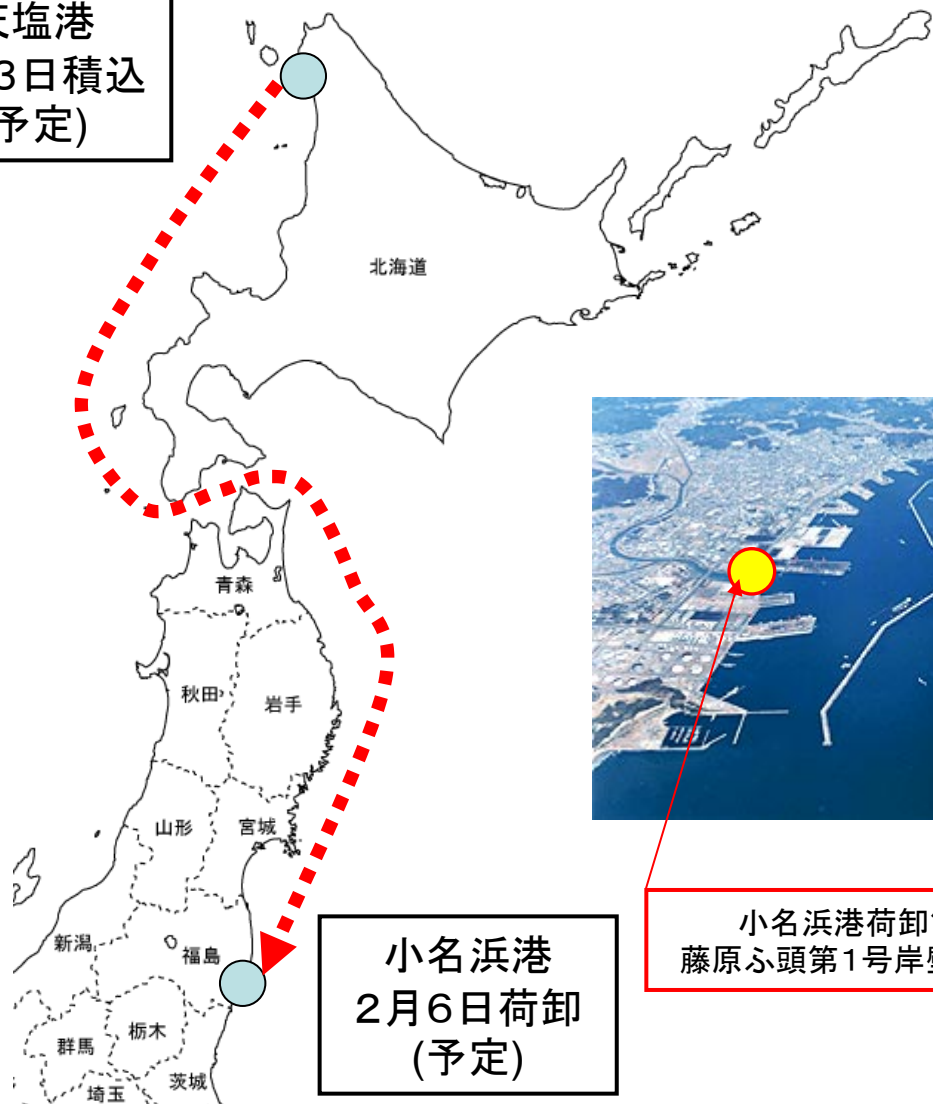 天塩港
3日積込
予定)
北海道
青森
秋田
岩手
山形
宮城
新潟
福島
群馬
栃木
茨城
埼玉
小名浜港
2月6日荷卸
(予定)
小名浜港荷卸
藤原ふ頭第1号岸壁